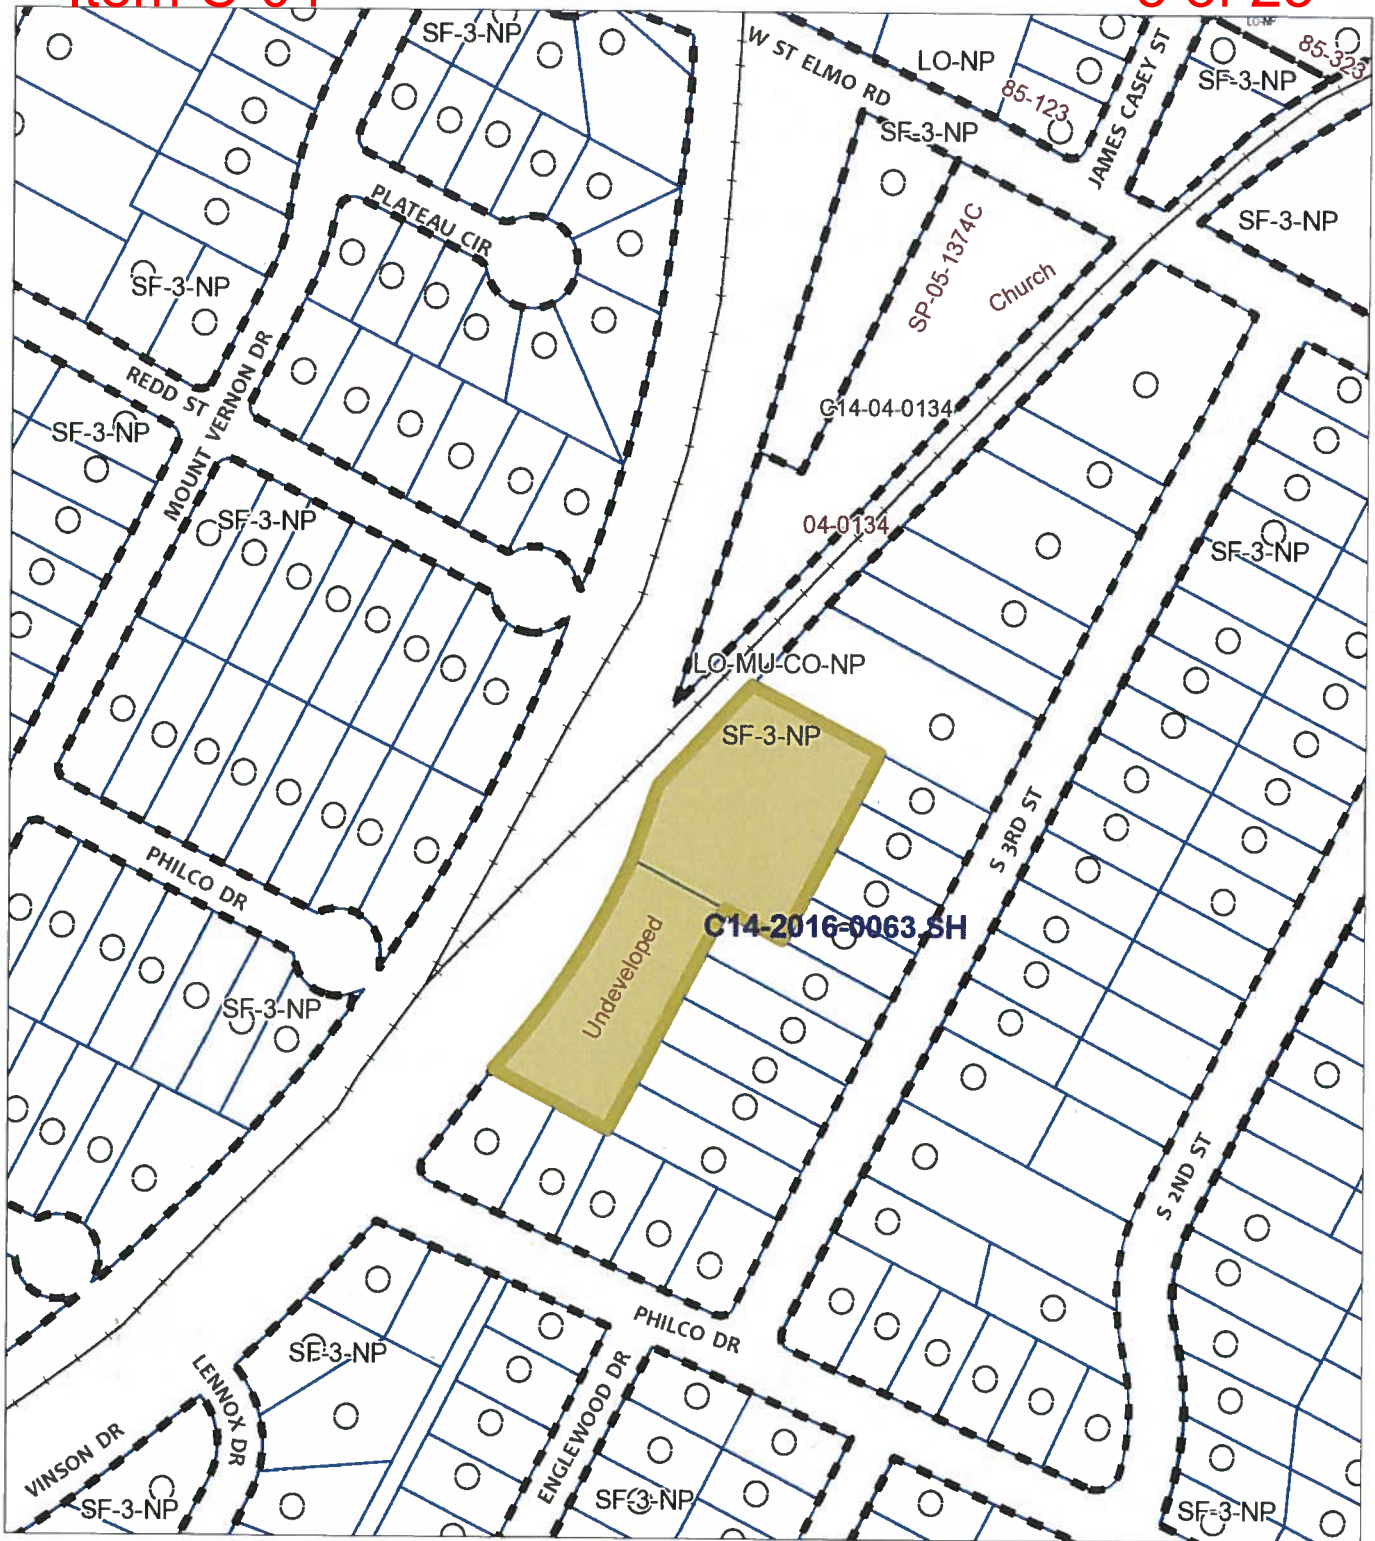 SF-3-NP
W ST ELMO RD
LO-NP
85-123
JAMES CASEY ST
SF-3-NP
LO-NP
85-323
SF-3-NP
PLATEAU CIR
SF-3-NP
SP-05-1374C
Church
SF-3-NP
REDD ST
MOUNT VERNON DR
SF-3-NP
C14-04-0134
SF-3-NP
04-0134
SF-3-NP
LO-MU-CO-NP
SF-3-NP
S 3RD ST
PHILCO DR
C14-2016-0063.SH
Undeveloped
SF-3-NP
S 2ND ST
PHILCO DR
SF-3-NP
LENNOX DR
ENGLEWOOD DR
VINSON DR
SF-3-NP
SF-3-NP
SF-3-NP